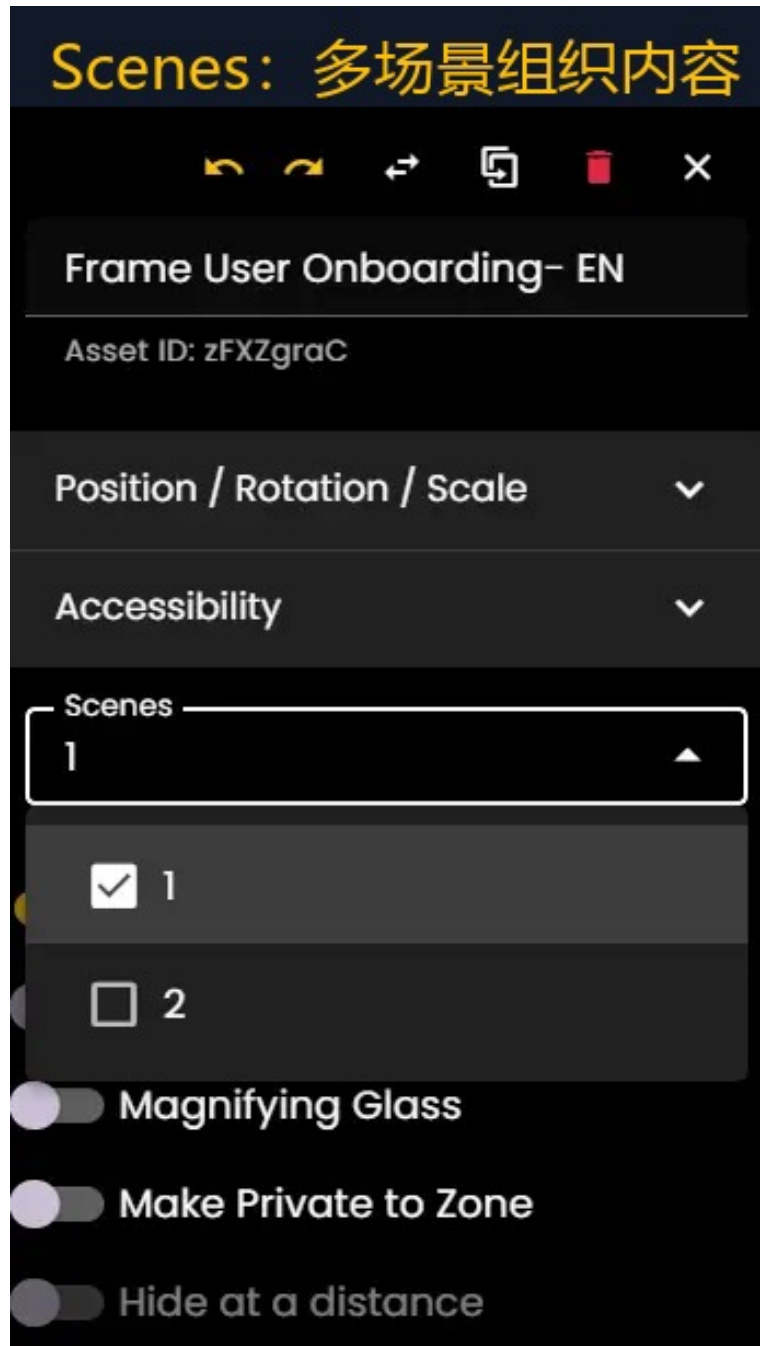 Scenes：多场景组织内容
Frame User Onboarding- EN
Asset ID: zFXZgraC
Position / Rotation / Scale
Accessibility
Scenes
1
1
2
Magnifying Glass
Make Private to Zone
Hide at a distance